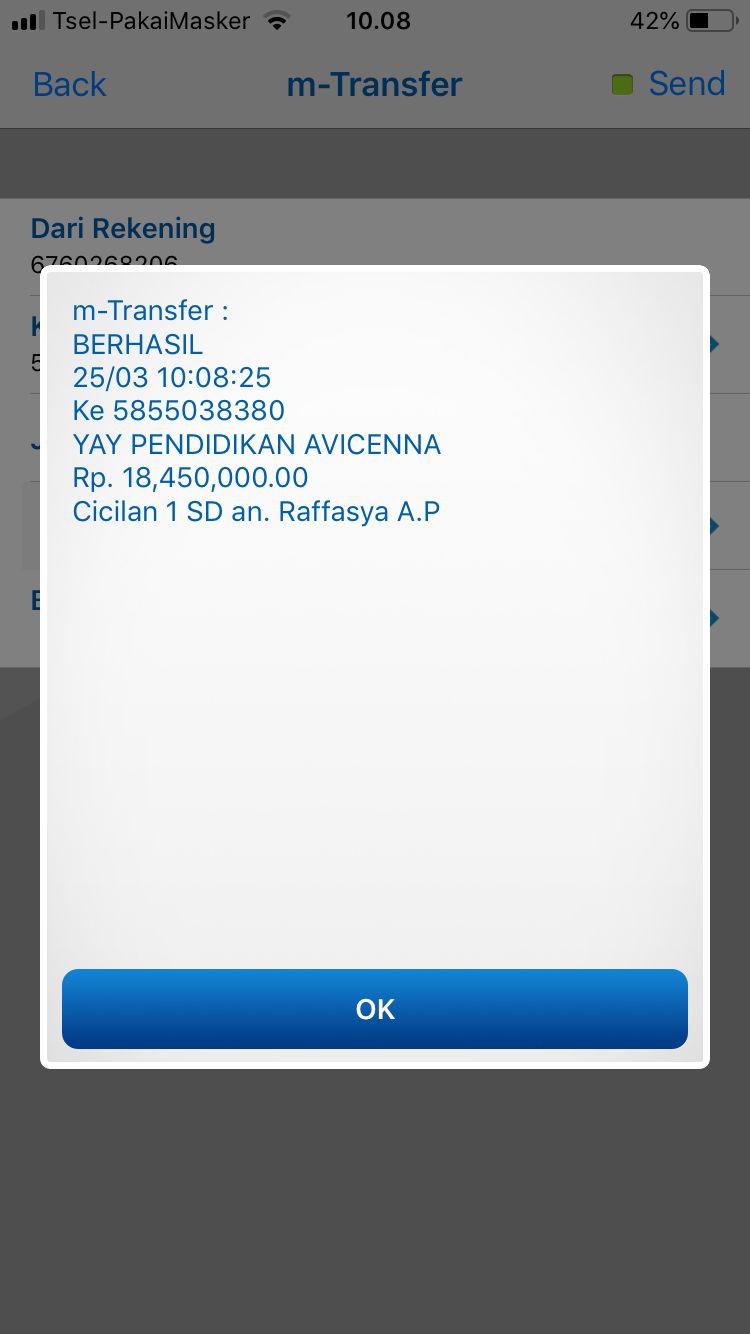 Tsel-PakaiMasker 10.08 42%
Back m-Transfer Send
Dari Rekening
6760268206
m-Transfer :
BERHASIL
25/03 10:08:25
Ke 5855038380
YAY PENDIDIKAN AVICENNA
Rp. 18,450,000.00
Cicilan 1 SD an. Raffasya A.P
OK